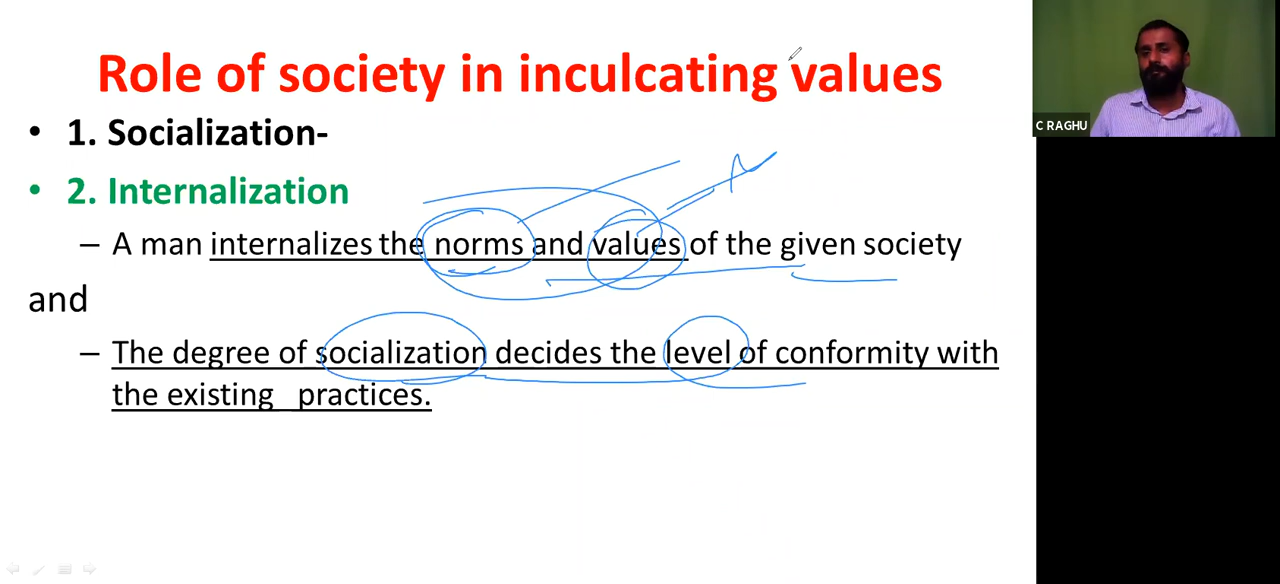 Role of society in inculcating values
• 1. Socialization-
• 2. Internalization
– A man internalizes the norms and values of the given society
and
– The degree of socialization decides the level of conformity with
the existing practices.
C RAGHU